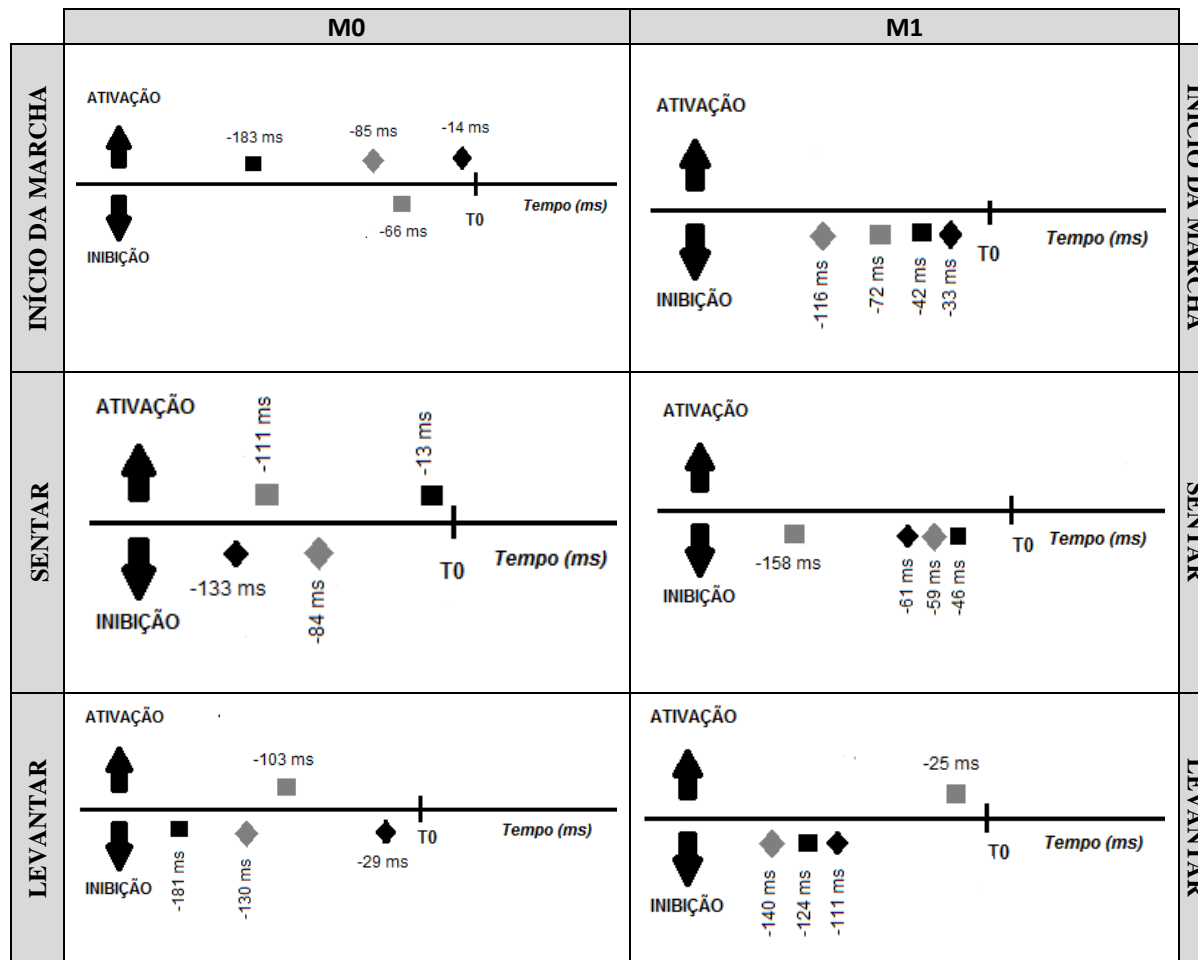 M0
M1
INÍCIO DA MARCHA
ATIVAÇÃO
-183 ms
-85 ms
-14 ms
-66 ms
T0
Tempo (ms)
INIBIÇÃO
ATIVAÇÃO
T0
Tempo (ms)
-116 ms
-72 ms
-42 ms
-33 ms
INIBIÇÃO
INÍCIO DA MARCHA
SENTAR
ATIVAÇÃO
-111 ms
-13 ms
-133 ms
-84 ms
T0
Tempo (ms)
INIBIÇÃO
ATIVAÇÃO
-158 ms
-61 ms
-59 ms
-46 ms
T0
Tempo (ms)
INIBIÇÃO
SENTAR
LEVANTAR
ATIVAÇÃO
-103 ms
T0
Tempo (ms)
-181 ms
-130 ms
-29 ms
INIBIÇÃO
ATIVAÇÃO
-25 ms
T0
Tempo (ms)
-140 ms
-124 ms
-111 ms
INIBIÇÃO
LEVANTAR